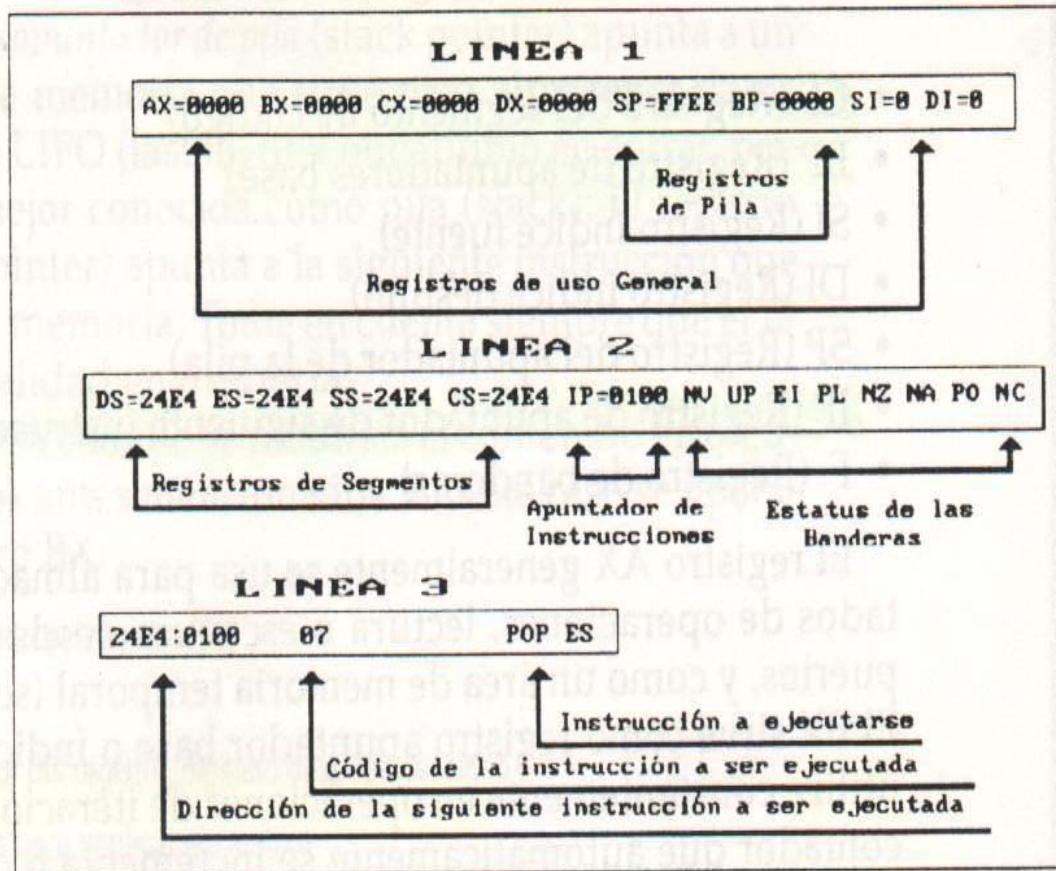 LINEA 1
AX=0000 BX=0000 CX=0000 DX=0000 SP=FFEE BP=0000 SI=0 DI=0
Registros
de Pila
Registros de uso General
LINEA 2
DS=24E4 ES=24E4 SS=24E4 CS=24E4 IP=0100 NV UP EI PL NZ NA PO NC
Registros de Segmentos
Apuntador de
Instrucciones
Estatus de las
Banderas
LINEA 3
24E4:0100 07 POP ES
Instrucción a ejecutarse
Código de la instrucción a ser ejecutada
Dirección de la siguiente instrucción a ser ejecutada